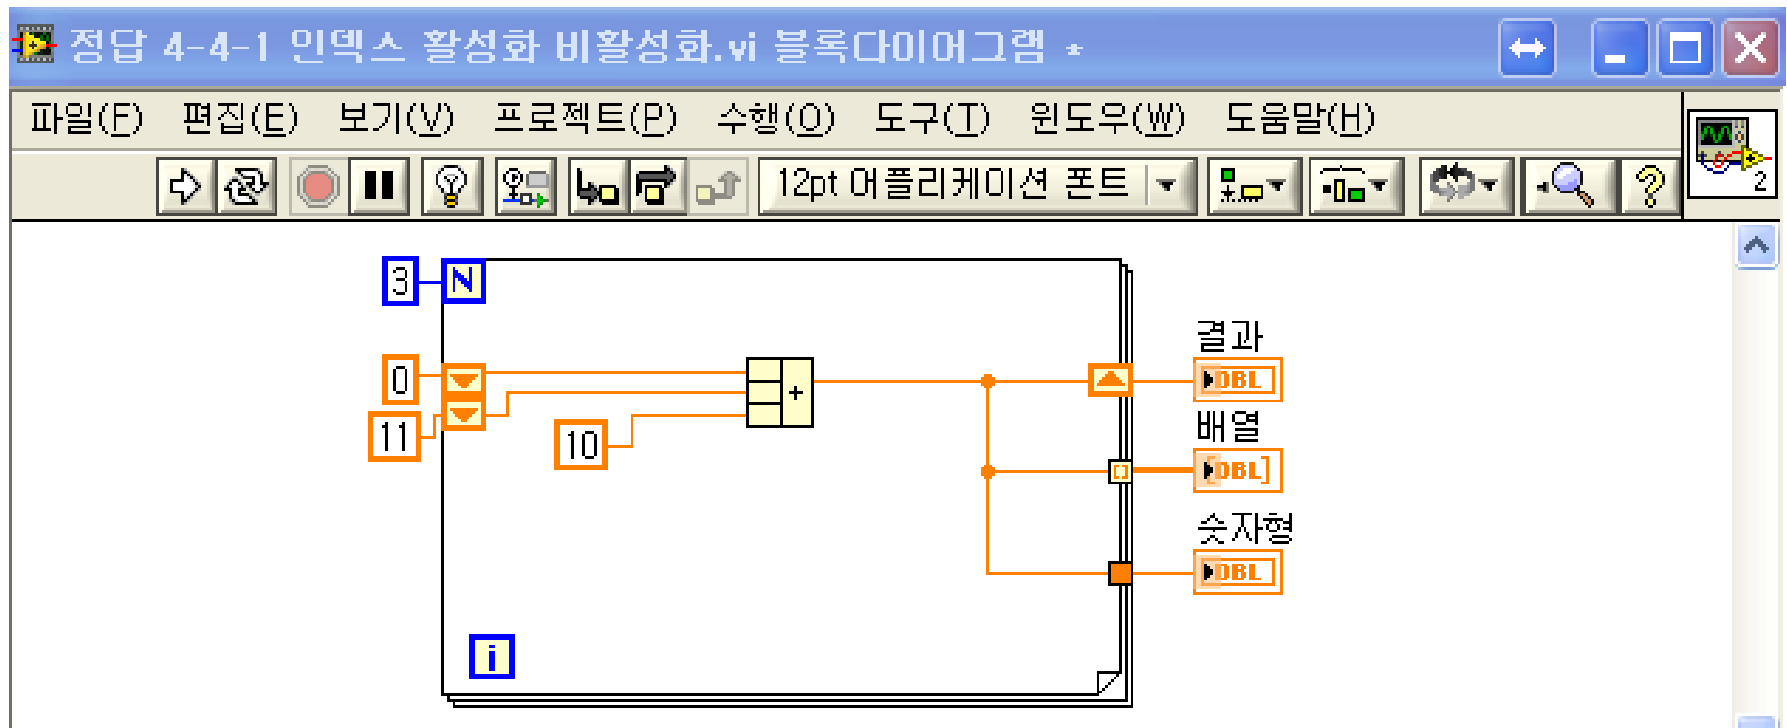 정답 4-4-1 인덱스 활성화 비활성화.vi 블록다이어그램 *
파일(F) 편집(E) 보기(V) 프로젝트(P) 수행(O) 도구(T) 윈도우(W) 도움말(H)
12pt 어플리케이션 폰트
2
3 N
결과
0 DBL
배열
11 10 + [DBL]
숫자형
DBL
i